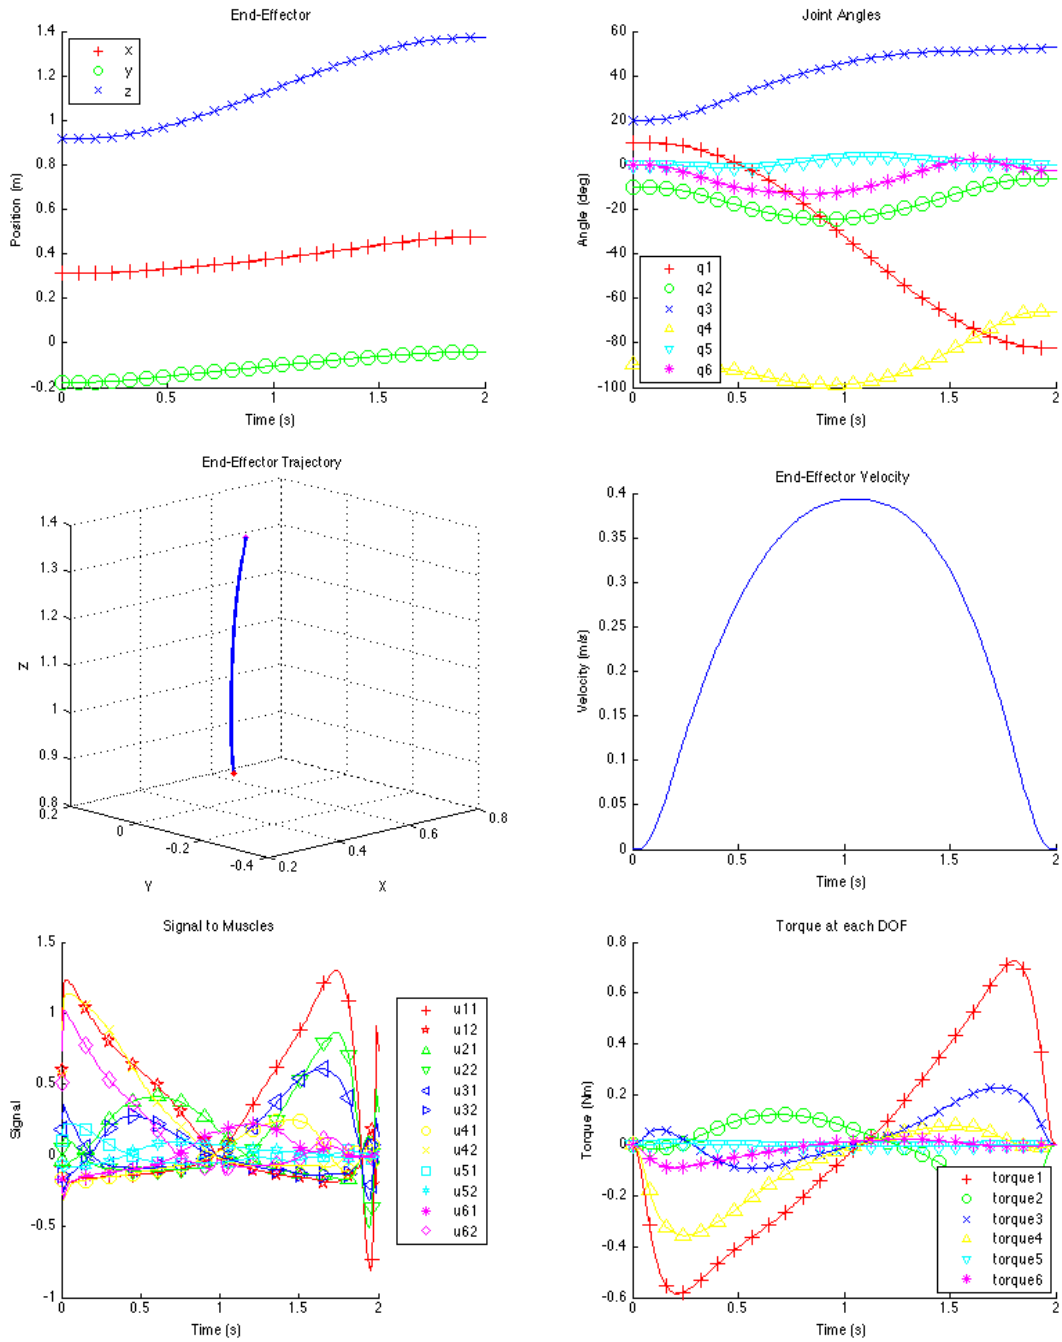 End-Effector
1.4
1.2
1
0.8
0.6
0.4
0.2
0
-0.2
x
y
z
Position (m)
0 0.5 1 1.5 2
Time (s)
Joint Angles
60
40
20
0
-20
-40
-60
-80
-100
Angle (deg)
q1
q2
q3
q4
q5
q6
0 0.5 1 1.5 2
Time (s)
End-Effector Trajectory
1.4
1.3
1.2
1.1
1
0.9
0.8
Z
0.2
0
-0.2
-0.4
Y
0.2
0.4
0.6
0.8
X
End-Effector Velocity
0.4
0.35
0.3
0.25
0.2
0.15
0.1
0.05
0
Velocity (m/s)
0 0.5 1 1.5 2
Time (s)
Signal to Muscles
1.5
1
0.5
0
-0.5
-1
Signal
u11
u12
u21
u22
u31
u32
u41
u42
u51
u52
u61
u62
0 0.5 1 1.5 2
Time (s)
Torque at each DOF
0.8
0.6
0.4
0.2
0
-0.2
-0.4
-0.6
Torque (Nm)
torque1
torque2
torque3
torque4
torque5
torque6
0 0.5 1 1.5 2
Time (s)